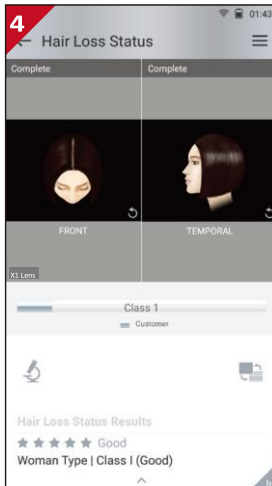 4
01:43
Hair Loss Status
Complete
Complete
FRONT
TEMPORAL
X1 Lens
Class 1
Customer
Hair Loss Status Results
Good
Woman Type | Class I (Good)